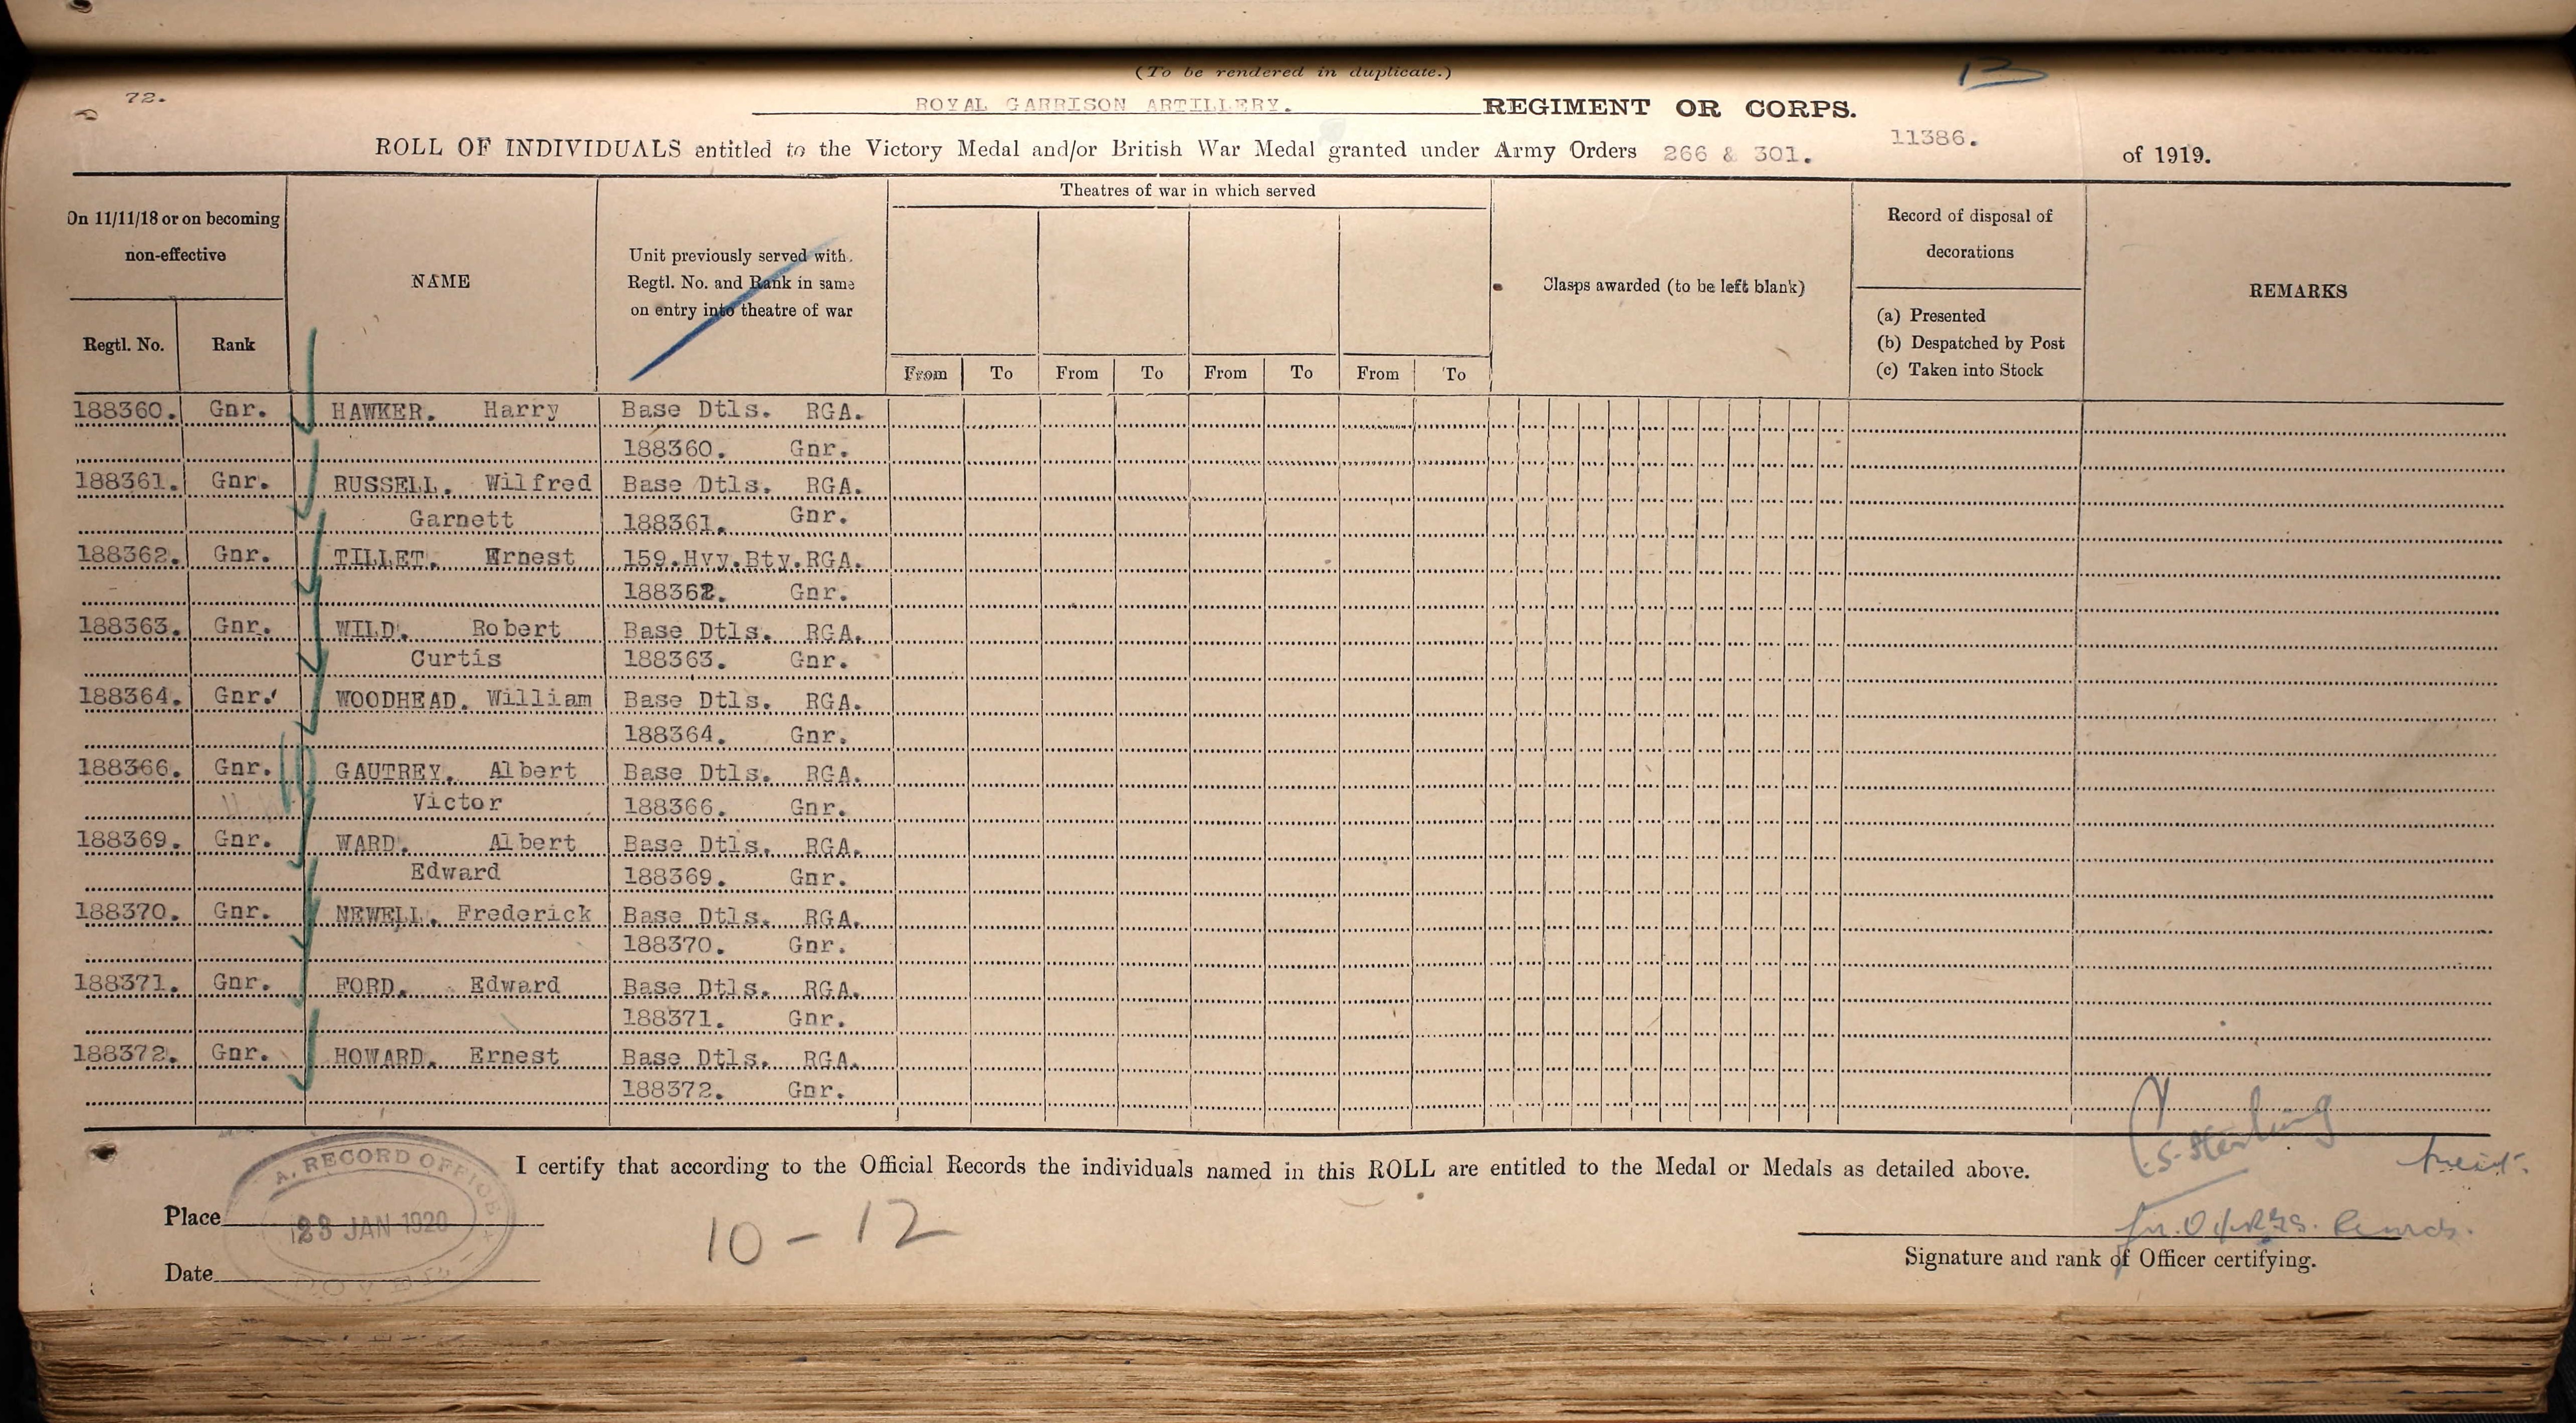 (To be rendered in duplicate.)
72.
ROYAL GARRISON ARTILLERY. REGIMENT OR CORPS.
11386.
ROLL OF INDIVIDUALS entitled to the Victory Medal and/or British War Medal granted under Army Orders 266 & 301. of 1919.
On 11/11/18 or on becoming non-effective
Regtl. No. Rank
NAME
Unit previously served with.
Regtl. No. and Rank in same
on entry into theatre of war
Theatres of war in which served
From To From To From To From To
Clasps awarded (to be left blank)
Record of disposal of
decorations
(a) Presented
(b) Despatched by Post
(c) Taken into Stock
REMARKS
188360. Gnr. HAWKER. Harry Base Dtls. RGA.
188360. Gnr.
188361. Gnr. RUSSELL. Wilfred Base Dtls. RGA.
Garnett 188361. Gnr.
188362. Gnr. TILLET. Ernest 159.Hvy.Bty.RGA.
188362. Gnr.
188363. Gnr. WILD. Robert Base Dtls. RGA.
Curtis 188363. Gnr.
188364. Gnr. WOODHEAD. William Base Dtls. RGA.
188364. Gnr.
188366. Gnr. GAUTREY. Albert Base Dtls. RGA.
Victor 188366. Gnr.
188369. Gnr. WARD. Albert Base Dtls. RGA.
Edward 188369. Gnr.
188370. Gnr. NEWELL. Frederick Base Dtls. RGA.
188370. Gnr.
188371. Gnr. FORD. Edward Base Dtls. RGA.
188371. Gnr.
188372. Gnr. HOWARD. Ernest Base Dtls. RGA.
188372. Gnr.
I certify that according to the Official Records the individuals named in this ROLL are entitled to the Medal or Medals as detailed above.
A. RECORD OFFICE
23 JAN 1920
DOVER
Place
Date
10 - 12
Signature and rank of Officer certifying.